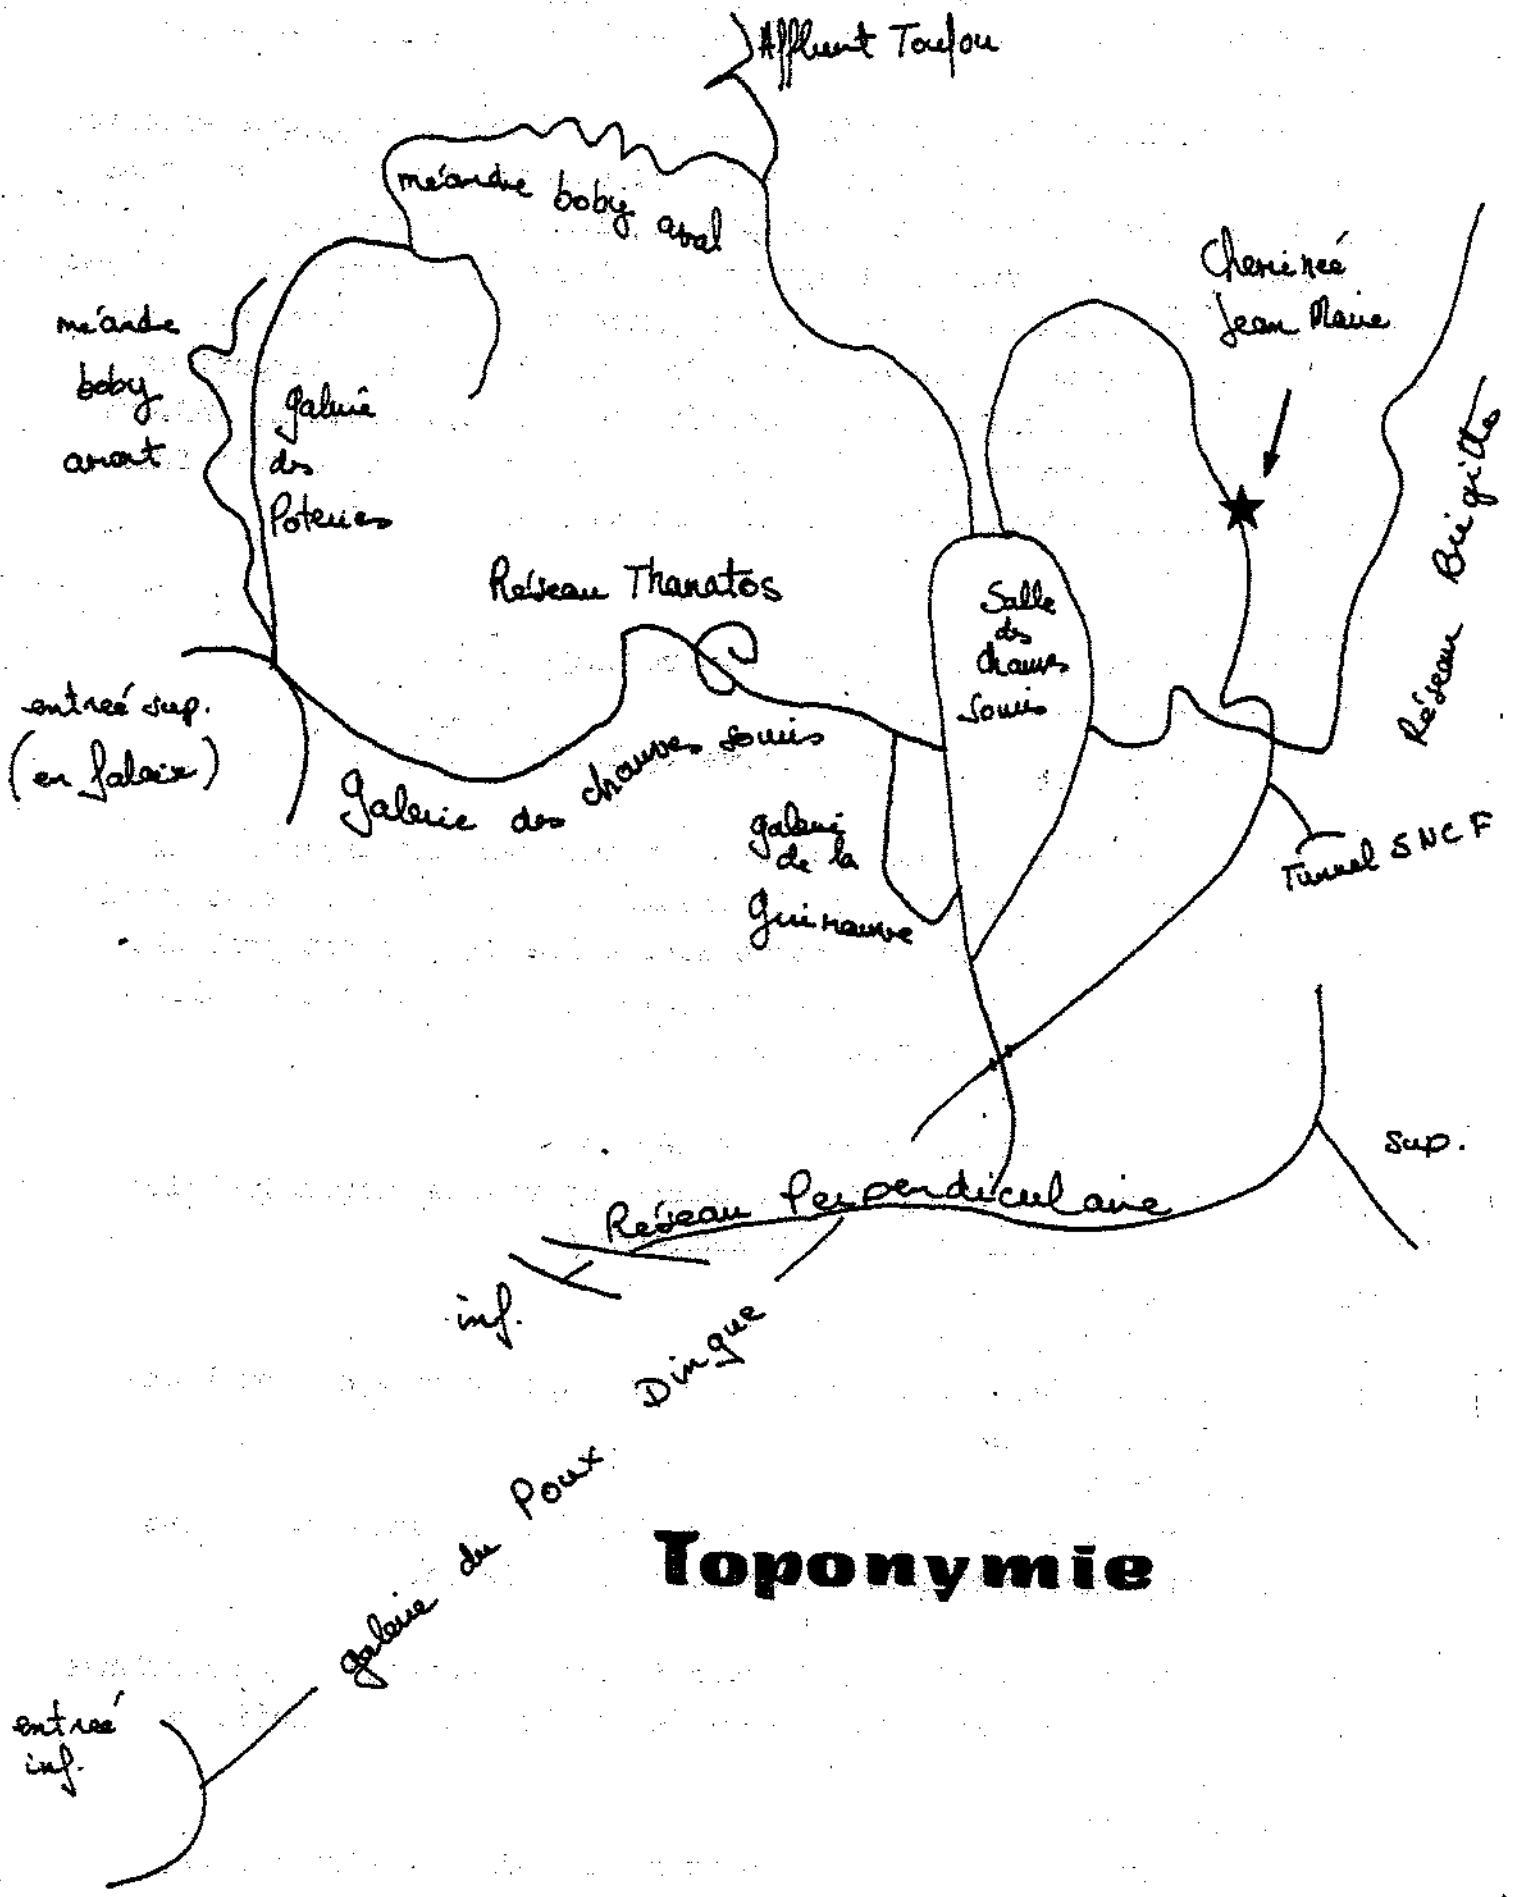 Affluent Toufou
méandre boby aval
Cheminée
Jean Marie
méandre
boby
amont
galerie
des
Poteries
Réseau Brigitte
Réseau Thanatos
Salle
des
chauves
souris
entreé sup.
(en falaise)
Galerie des chauves souris
galerie
de la
Guimauve
Tunnel SNCF
sup.
Réseau Perpendiculaire
inf.
galerie du Poux Dingue
Toponymie
entreé
inf.